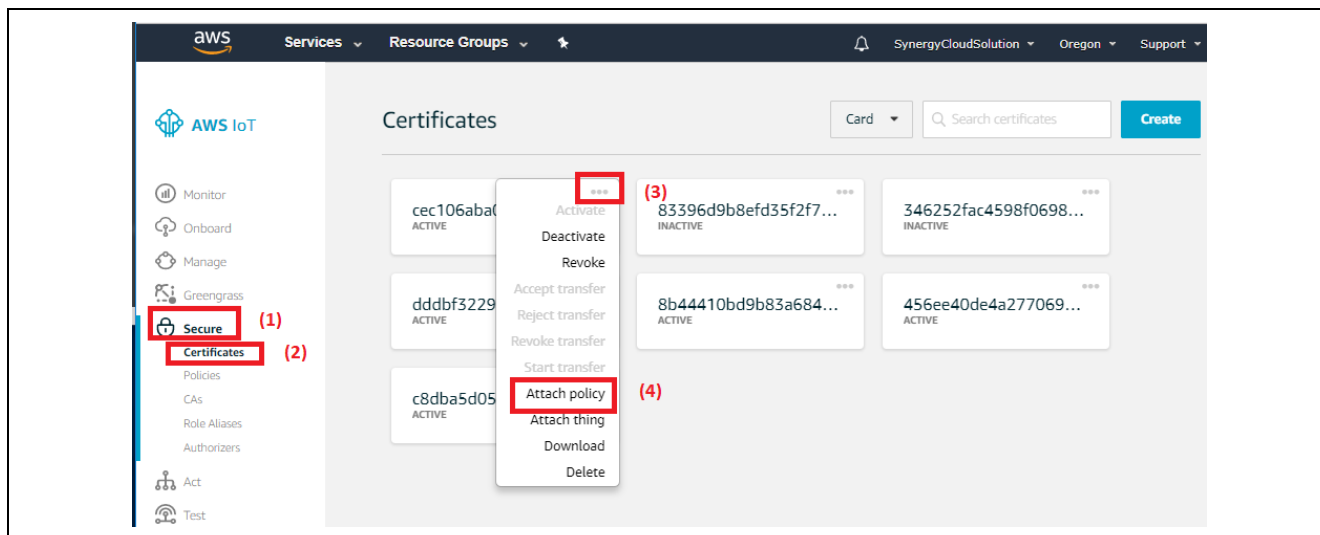 aws Services Resource Groups SynergyCloudSolution Oregon Support
AWS IoT
Monitor
Onboard
Manage
Greengrass
Secure (1)
Certificates (2)
Policies
CAs
Role Aliases
Authorizers
Act
Test
Certificates
Card Search certificates Create
cec106aba
ACTIVE
(3)
83396d9b8efd35f2f7...
INACTIVE
346252fac4598f0698...
INACTIVE
dddbf3229
ACTIVE
8b44410bd9b83a684...
ACTIVE
456ee40de4a277069...
ACTIVE
c8dba5d05
ACTIVE
Activate
Deactivate
Revoke
Accept transfer
Reject transfer
Revoke transfer
Start transfer
Attach policy (4)
Attach thing
Download
Delete